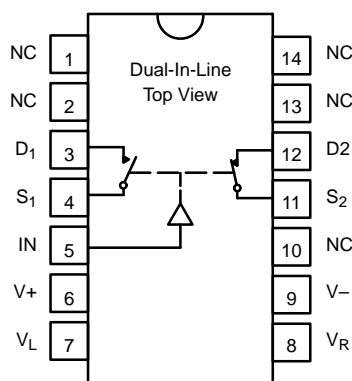 Dual-In-Line
Top View
NC 1 14 NC
NC 2 13 NC
D1 3 12 D2
S1 4 11 S2
IN 5 10 NC
V+ 6 9 V−
VL 7 8 VR